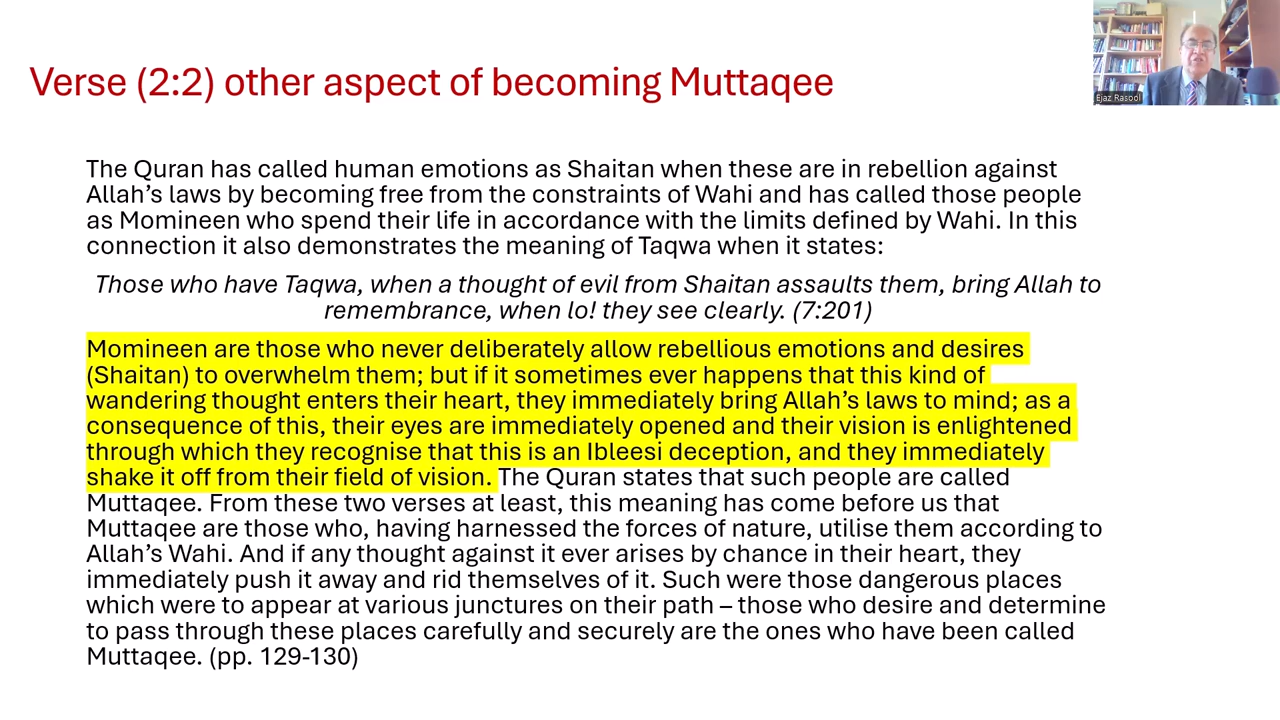 Verse (2:2) other aspect of becoming Muttaqee
Ejaz Rasool
The Quran has called human emotions as Shaitan when these are in rebellion against
Allah’s laws by becoming free from the constraints of Wahi and has called those people
as Momineen who spend their life in accordance with the limits defined by Wahi. In this
connection it also demonstrates the meaning of Taqwa when it states:
Those who have Taqwa, when a thought of evil from Shaitan assaults them, bring Allah to
remembrance, when lo! they see clearly. (7:201)
Momineen are those who never deliberately allow rebellious emotions and desires
(Shaitan) to overwhelm them; but if it sometimes ever happens that this kind of
wandering thought enters their heart, they immediately bring Allah’s laws to mind; as a
consequence of this, their eyes are immediately opened and their vision is enlightened
through which they recognise that this is an Ibleesi deception, and they immediately
shake it off from their field of vision. The Quran states that such people are called
Muttaqee. From these two verses at least, this meaning has come before us that
Muttaqee are those who, having harnessed the forces of nature, utilise them according to
Allah’s Wahi. And if any thought against it ever arises by chance in their heart, they
immediately push it away and rid themselves of it. Such were those dangerous places
which were to appear at various junctures on their path – those who desire and determine
to pass through these places carefully and securely are the ones who have been called
Muttaqee. (pp. 129-130)